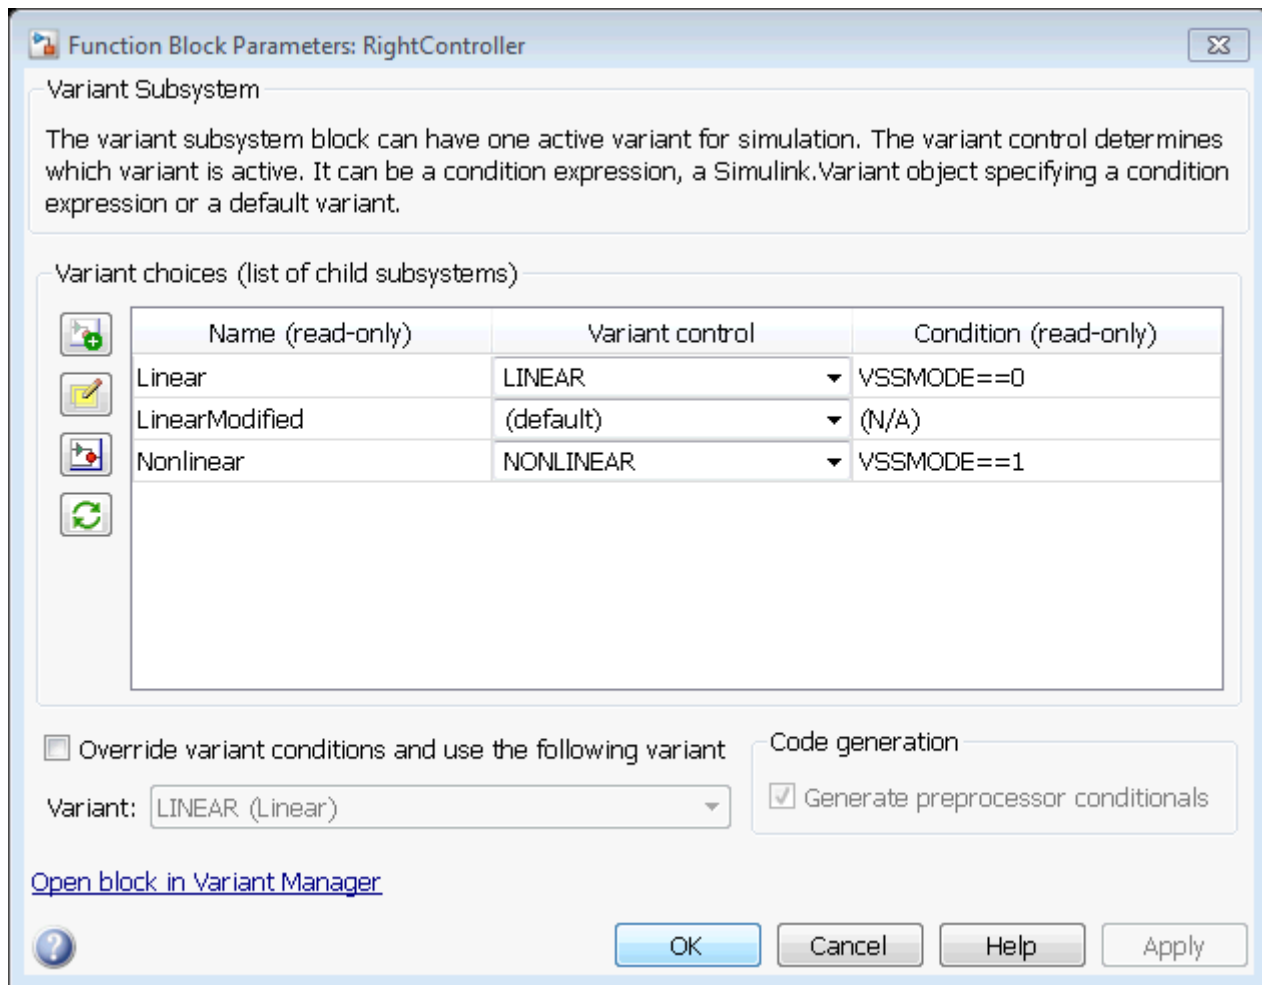 Function Block Parameters: RightController
Variant Subsystem
The variant subsystem block can have one active variant for simulation. The variant control determines
which variant is active. It can be a condition expression, a Simulink.Variant object specifying a condition
expression or a default variant.
Variant choices (list of child subsystems)
Name (read-only) Variant control Condition (read-only)
Linear LINEAR VSSMODE==0
LinearModified (default) (N/A)
Nonlinear NONLINEAR VSSMODE==1
Override variant conditions and use the following variant
Variant: LINEAR (Linear)
Code generation
Generate preprocessor conditionals
Open block in Variant Manager
? OK Cancel Help Apply